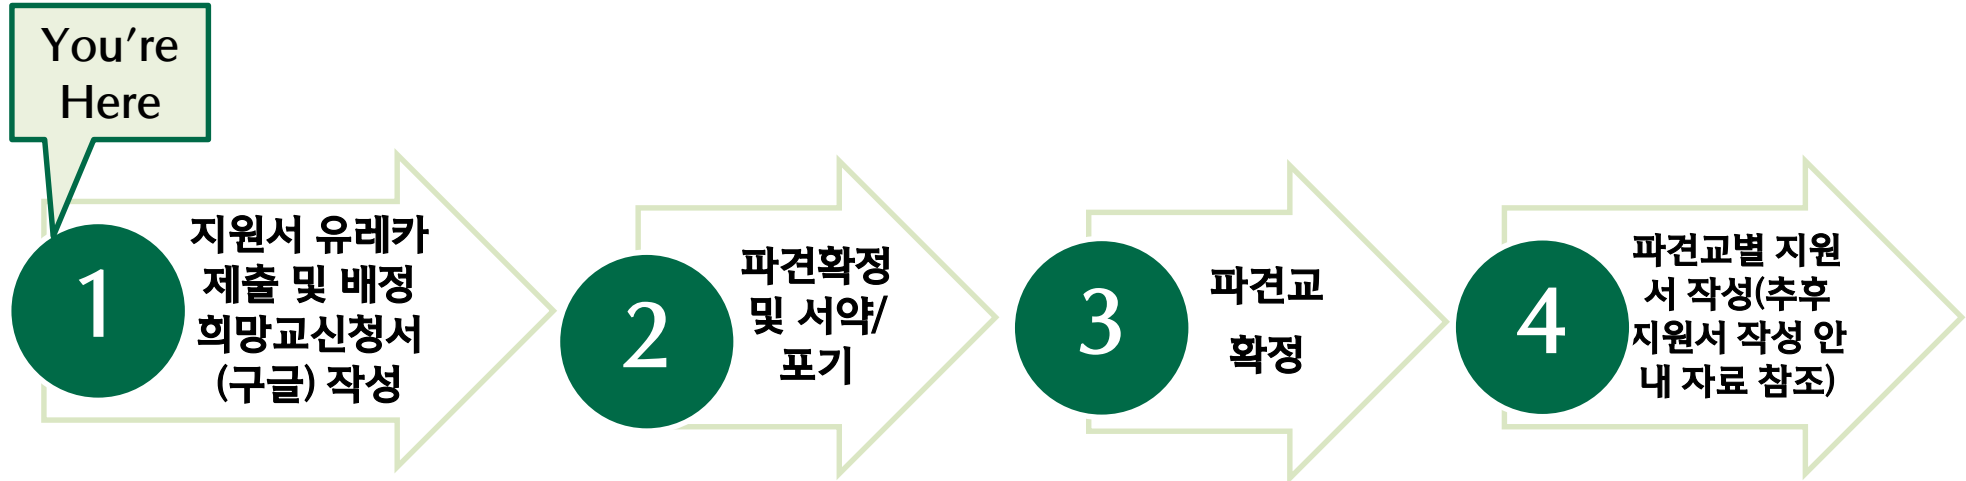 You're
Here
1
지원서 유레카
제출 및 배정
희망교신청서
(구글) 작성
2
파견확정
및 서약/
포기
3
파견교
확정
4
파견교별 지원
서 작성(추후
지원서 작성 안
내 자료 참조)